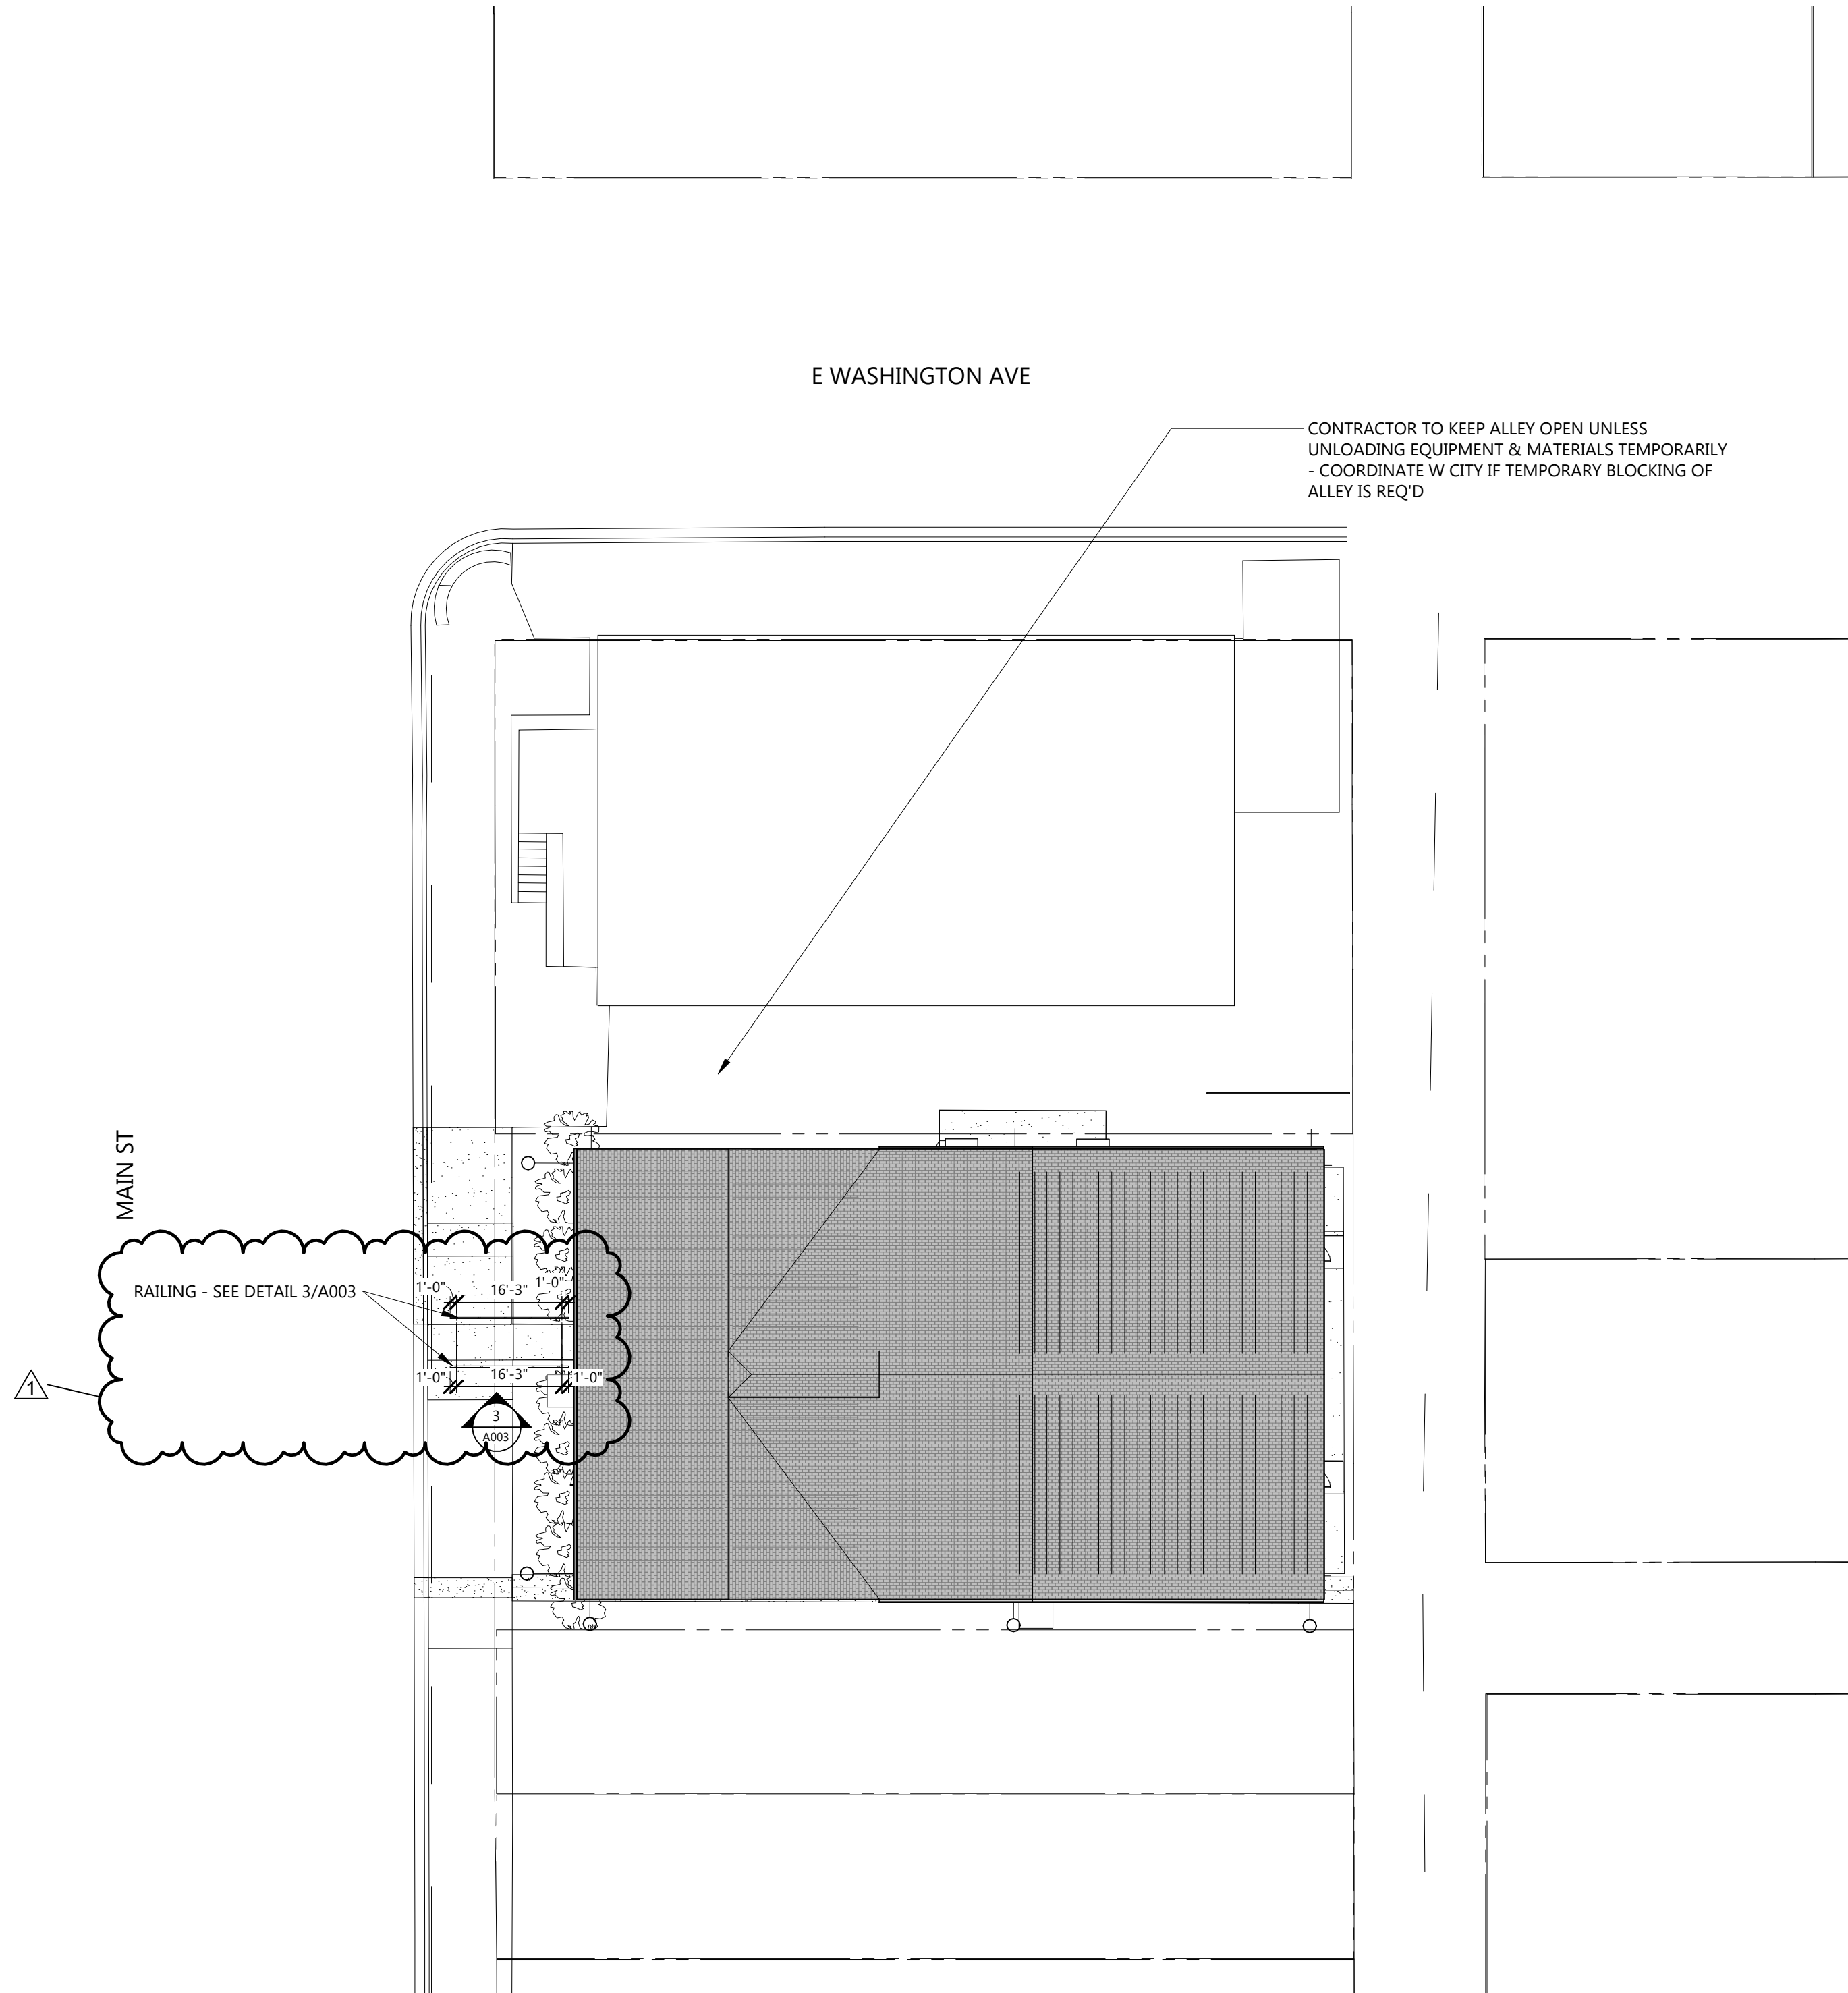 E WASHINGTON AVE
CONTRACTOR TO KEEP ALLEY OPEN UNLESS
UNLOADING EQUIPMENT & MATERIALS TEMPORARILY
- COORDINATE W CITY IF TEMPORARY BLOCKING OF
ALLEY IS REQ'D
MAIN ST
RAILING - SEE DETAIL 3/A003
1'-0"
16'-3"
1'-0"
1'-0"
16'-3"
1'-0"
1
3
A003